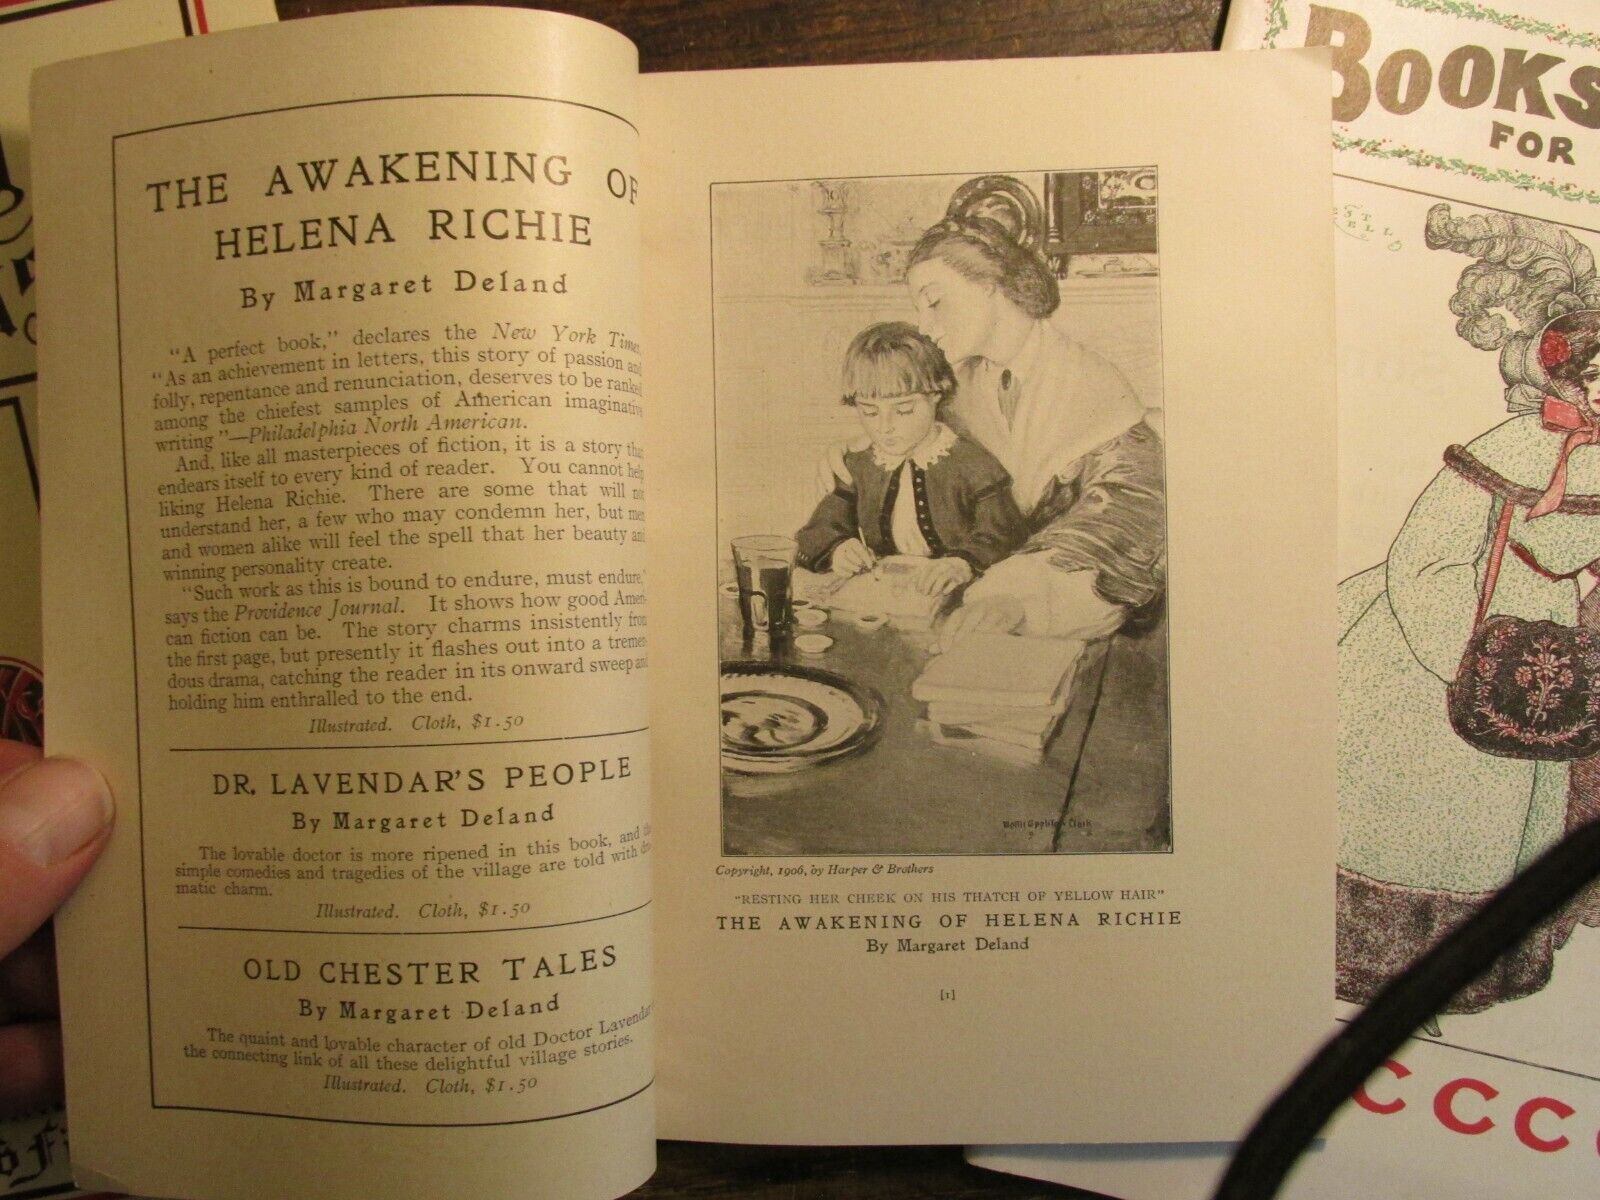 THE AWAKENING OF
HELENA RICHIE
By Margaret Deland
"A perfect book," declares the New York Times.
"As an achievement in letters, this story of passion and
folly, repentance and renunciation, deserves to be ranked
among the chiefest samples of American imaginative
writing"—Philadelphia North American.
And, like all masterpieces of fiction, it is a story that
endears itself to every kind of reader. You cannot help
liking Helena Richie. There are some that will not
understand her, a few who may condemn her, but men
and women alike will feel the spell that her beauty and
winning personality create.
"Such work as this is bound to endure, must endure,"
says the Providence Journal. It shows how good Ameri-
can fiction can be. The story charms insistently from
the first page, but presently it flashes out into a tremen-
dous drama, catching the reader in its onward sweep and
holding him enthralled to the end.
Illustrated. Cloth, $1.50
DR. LAVENDAR'S PEOPLE
By Margaret Deland
The lovable doctor is more ripened in this book, and the
simple comedies and tragedies of the village are told with dra-
matic charm.
Illustrated. Cloth, $1.50
OLD CHESTER TALES
By Margaret Deland
The quaint and lovable character of old Doctor Lavendar
the connecting link of all these delightful village stories.
Illustrated. Cloth, $1.50
Walter Appleton Clark
Copyright, 1906, by Harper & Brothers
"RESTING HER CHEEK ON HIS THATCH OF YELLOW HAIR"
THE AWAKENING OF HELENA RICHIE
By Margaret Deland
[1]
BOOKS
FOR
CCCC